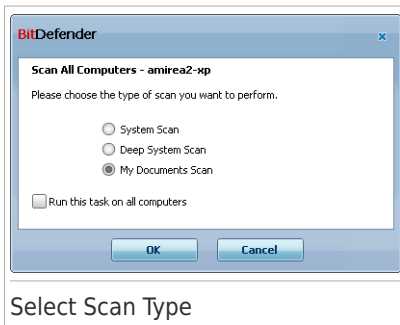 BitDefender
x
Scan All Computers - amirea2-xp
Please choose the type of scan you want to perform.
System Scan
Deep System Scan
My Documents Scan
Run this task on all computers
OK Cancel
Select Scan Type